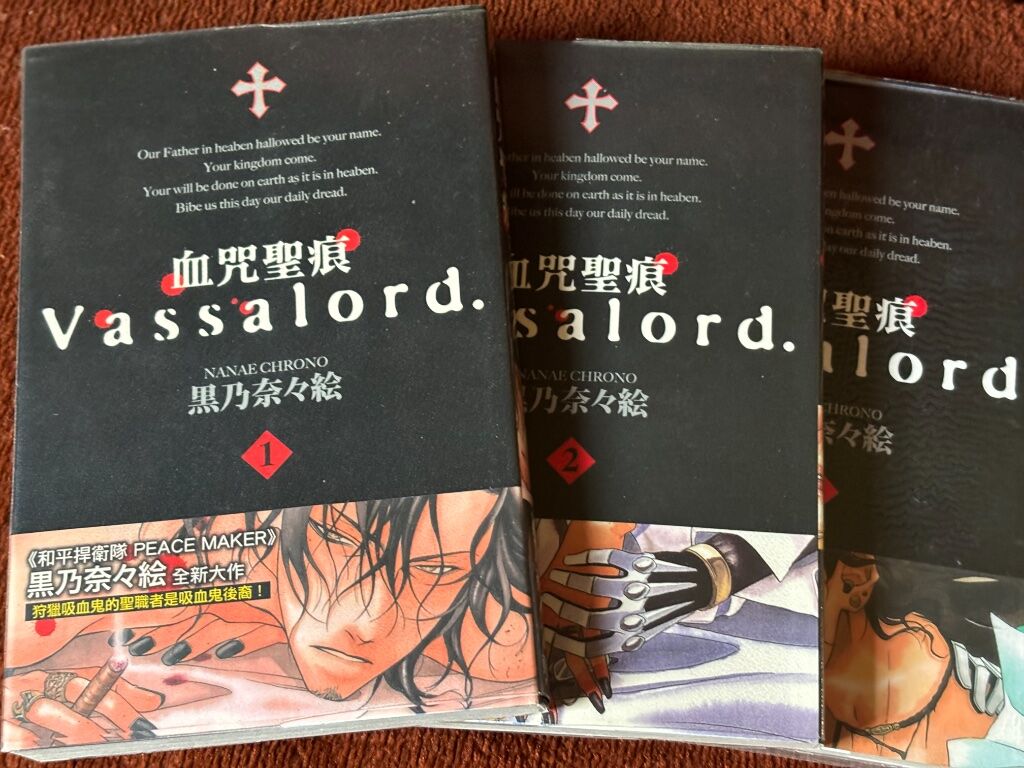 Our Father in heaben hallowed be your name.
Your kingdom come.
Your will be done on earth as it is in heaben.
Bibe us this day our daily dread.
血咒聖痕
Vassalord.
NANAE CHRONO
黒乃奈々絵
1
《和平捍衛隊 PEACE MAKER》
黒乃奈々絵 全新大作
狩獵吸血鬼的聖職者是吸血鬼後裔！
ther in heaben hallowed be your name.
Your kingdom come.
ill be done on earth as it is in heaben.
Bibe us this day our daily dread.
血咒聖痕
salord.
NANAE CHRONO
黒乃奈々絵
2
heaben hallowed be your name.
ngdom come.
on earth as it is in heaben.
ay our daily dread.
聖痕
alord
CHRONO
奈々絵